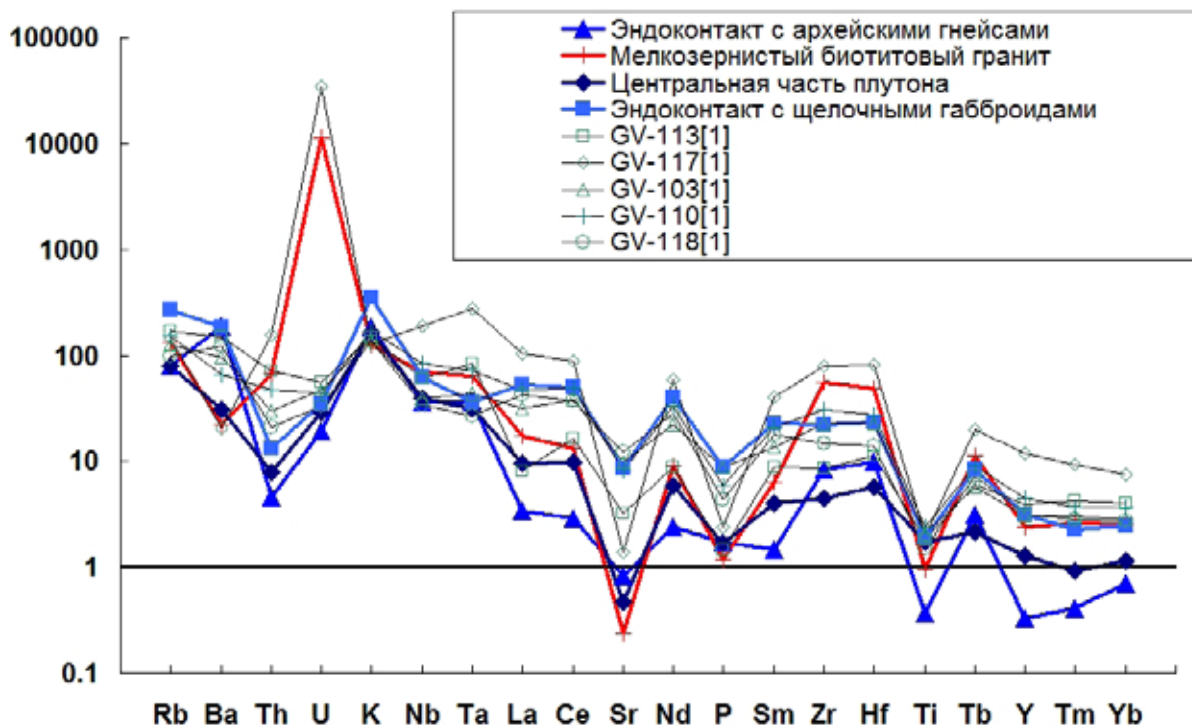 100000
10000
1000
100
10
1
0.1
Эндоконтакт с архейскими гнейсами
Мелкозернистый биотитовый гранит
Центральная часть плутона
Эндоконтакт с щелочными габброидами
GV-113[1]
GV-117[1]
GV-103[1]
GV-110[1]
GV-118[1]
Rb Ba Th U K Nb Ta La Ce Sr Nd P Sm Zr Hf Ti Tb Y Tm Yb